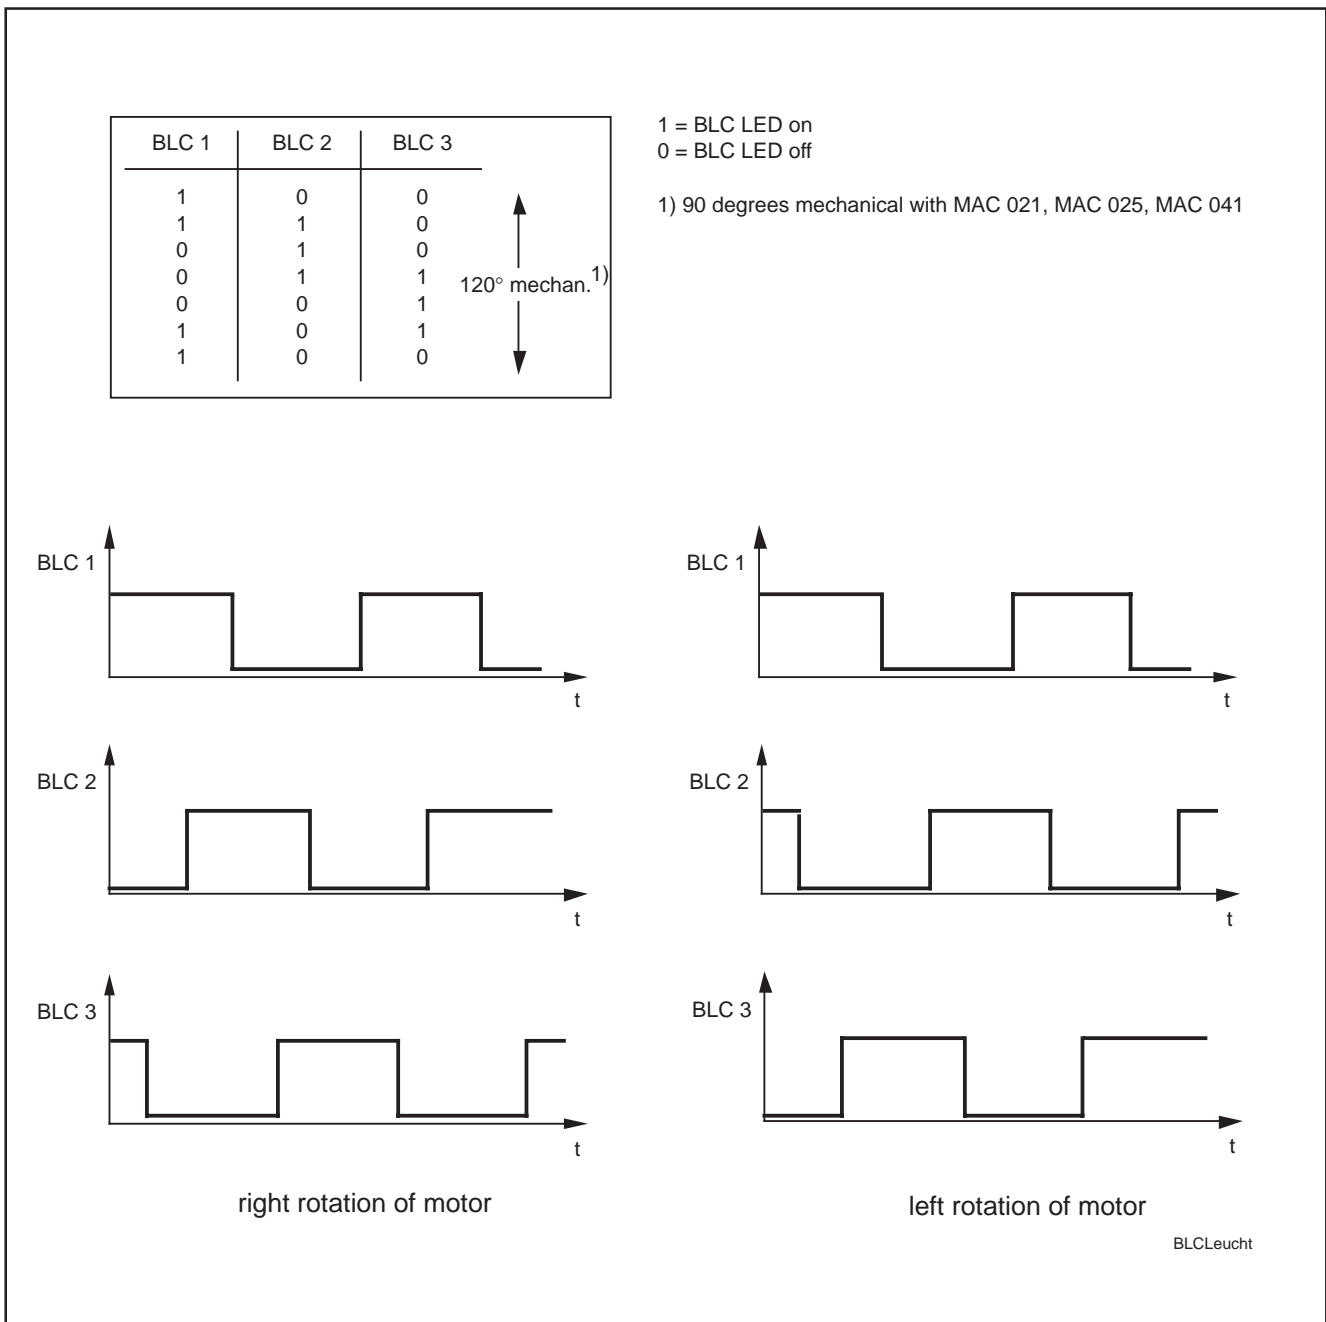 BLC 1 BLC 2 BLC 3
1 0 0
1 1 0
0 1 0
0 1 1
0 0 1
1 0 1
1 0 0
120° mechan.1)
1 = BLC LED on
0 = BLC LED off
1) 90 degrees mechanical with MAC 021, MAC 025, MAC 041
BLC 1
t
BLC 2
t
BLC 3
t
right rotation of motor
BLC 1
t
BLC 2
t
BLC 3
t
left rotation of motor
BLCLeucht